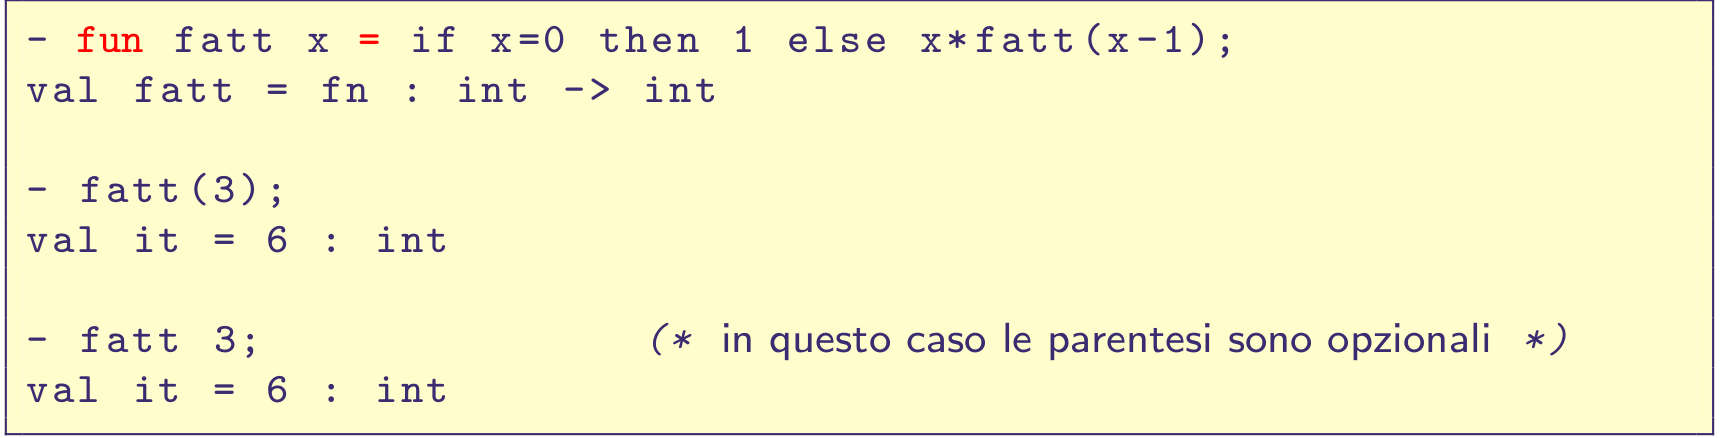 - fun fatt x = if x=0 then 1 else x*fatt(x-1);
val fatt = fn : int -> int
- fatt(3);
val it = 6 : int
- fatt 3; (* in questo caso le parentesi sono opzionali *)
val it = 6 : int